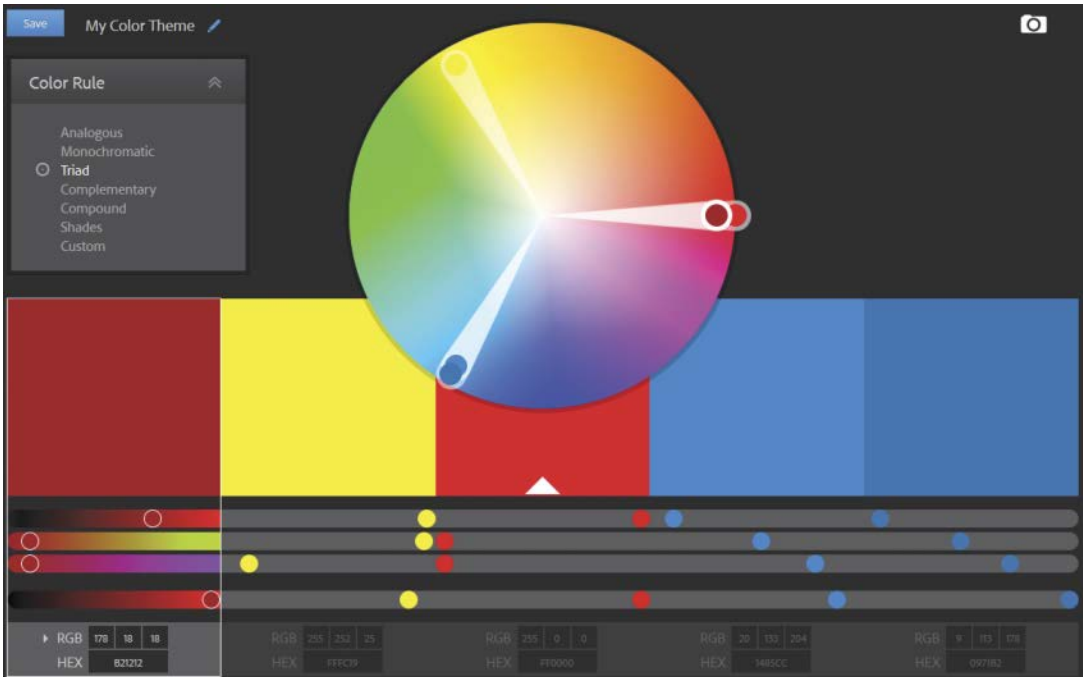 Save My Color Theme
Color Rule
Analogous
Monochromatic
Triad
Complementary
Compound
Shades
Custom
RGB 178 18 18 RGB 255 252 25 RGB 255 0 0 RGB 20 133 204 RGB 9 113 178
HEX B21212 HEX FFFC19 HEX FF0000 HEX 1485CC HEX 0971B2